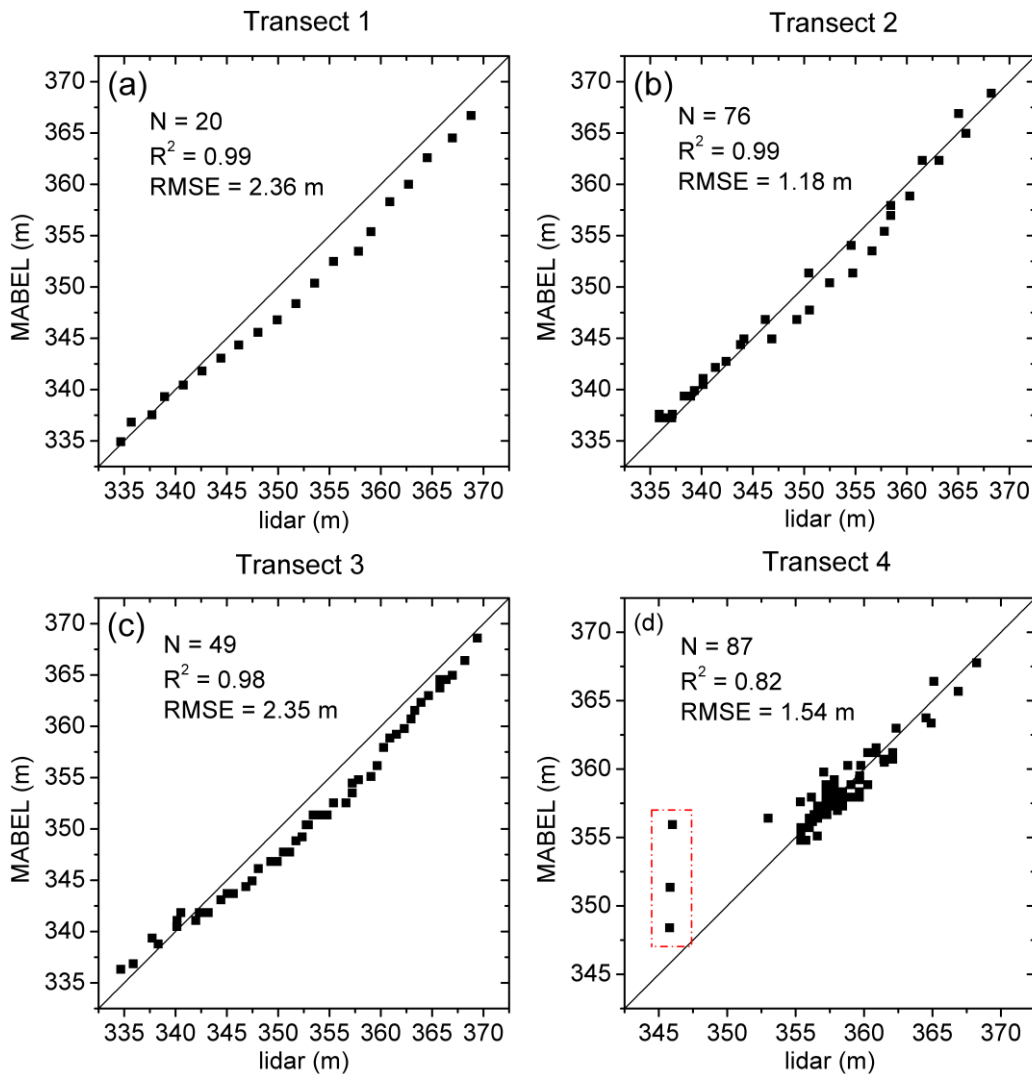 Transect 1
(a)
N = 20
R² = 0.99
RMSE = 2.36 m
370
365
360
355
350
345
340
335
MABEL (m)
335 340 345 350 355 360 365 370
lidar (m)
Transect 2
(b)
N = 76
R² = 0.99
RMSE = 1.18 m
370
365
360
355
350
345
340
335
MABEL (m)
335 340 345 350 355 360 365 370
lidar (m)
Transect 3
(c)
N = 49
R² = 0.98
RMSE = 2.35 m
370
365
360
355
350
345
340
335
MABEL (m)
335 340 345 350 355 360 365 370
lidar (m)
Transect 4
(d)
N = 87
R² = 0.82
RMSE = 1.54 m
370
365
360
355
350
345
MABEL (m)
345 350 355 360 365 370
lidar (m)